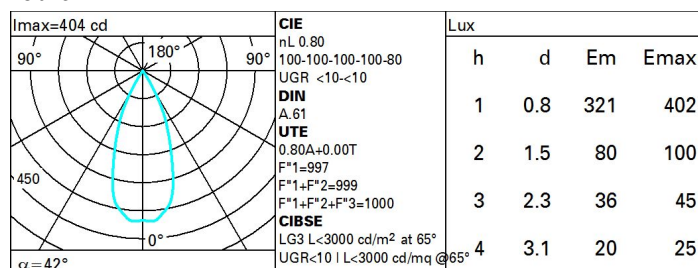 Imax=404 cd
90° 180° 90°
450
0°
α=42°
CIE
nL 0.80
100-100-100-100-80
UGR <10-<10
DIN
A.61
UTE
0.80A+0.00T
F"1=997
F"1+F"2=999
F"1+F"2+F"3=1000
CIBSE
LG3 L<3000 cd/m² at 65°
UGR<10 | L<3000 cd/mq @65°
Lux
h d Em Emax
1 0.8 321 402
2 1.5 80 100
3 2.3 36 45
4 3.1 20 25